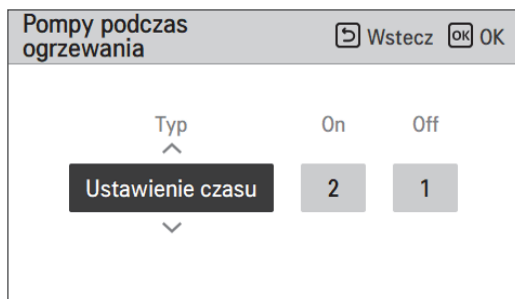 Pompy podczas
ogrzewania
Wstecz OK OK
Typ On Off
Ustawienie czasu 2 1